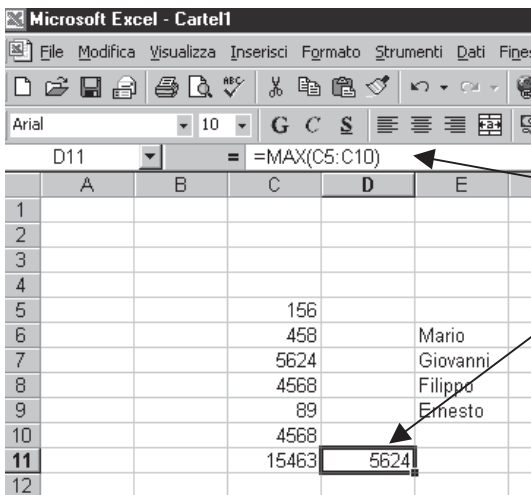 Microsoft Excel - Cartel1
File Modifica Visualizza Inserisci Formato Strumenti Dati Fines
Arial 10 G C S
D11 = =MAX(C5:C10)
A B C D E
1
2
3
4
5 156
6 458 Mario
7 5624 Giovanni
8 4568 Filippo
9 89 Ernesto
10 4568
11 15463 5624
12